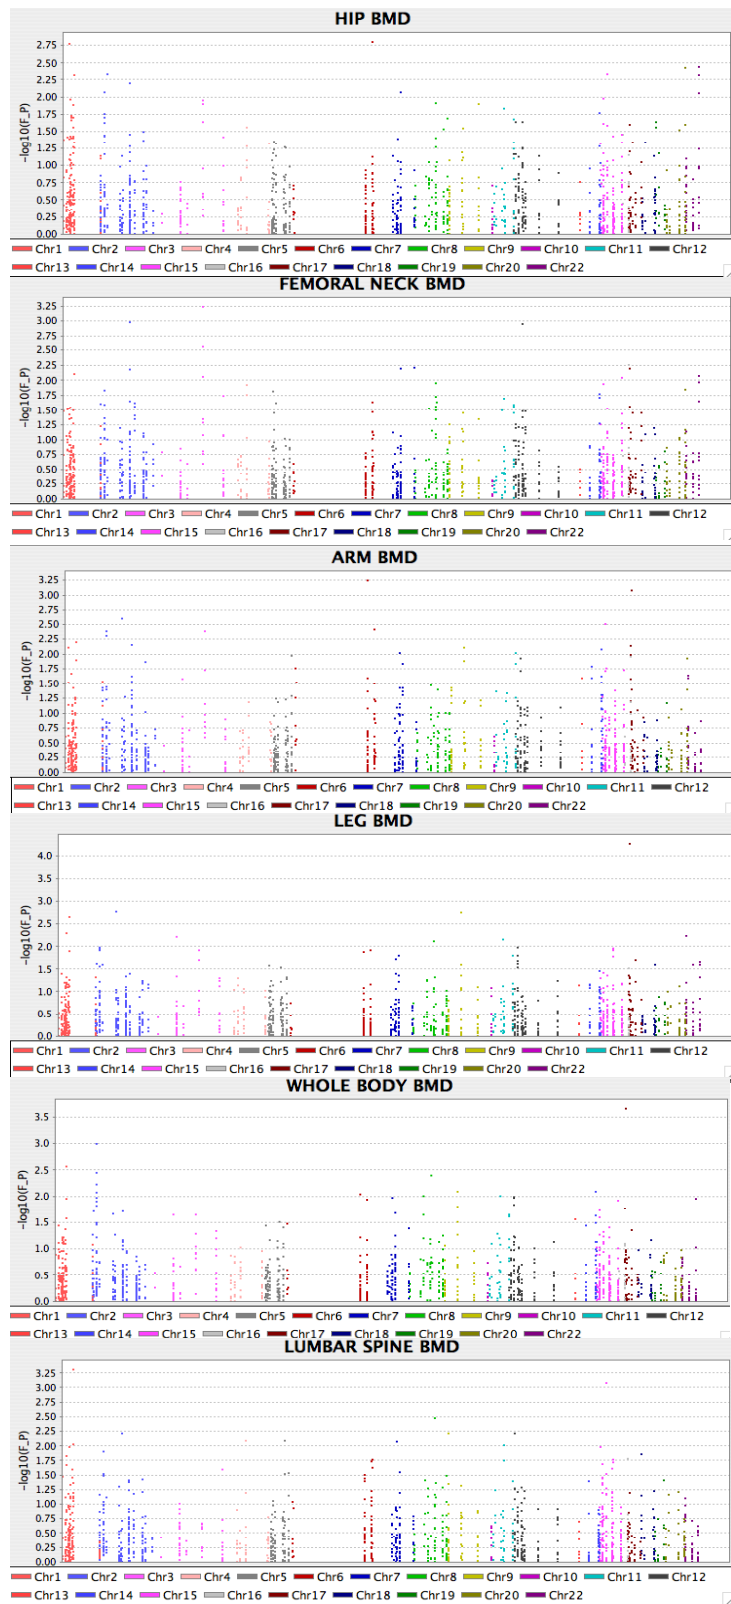 HIP BMD
-log10(F_P)
2.75
2.50
2.25
2.00
1.75
1.50
1.25
1.00
0.75
0.50
0.25
0.00
Chr1 Chr2 Chr3 Chr4 Chr5 Chr6 Chr7 Chr8 Chr9 Chr10 Chr11 Chr12
Chr13 Chr14 Chr15 Chr16 Chr17 Chr18 Chr19 Chr20 Chr22
FEMORAL NECK BMD
-log10(F_P)
3.25
3.00
2.75
2.50
2.25
2.00
1.75
1.50
1.25
1.00
0.75
0.50
0.25
0.00
Chr1 Chr2 Chr3 Chr4 Chr5 Chr6 Chr7 Chr8 Chr9 Chr10 Chr11 Chr12
Chr13 Chr14 Chr15 Chr16 Chr17 Chr18 Chr19 Chr20 Chr22
ARM BMD
-log10(F_P)
3.25
3.00
2.75
2.50
2.25
2.00
1.75
1.50
1.25
1.00
0.75
0.50
0.25
0.00
Chr1 Chr2 Chr3 Chr4 Chr5 Chr6 Chr7 Chr8 Chr9 Chr10 Chr11 Chr12
Chr13 Chr14 Chr15 Chr16 Chr17 Chr18 Chr19 Chr20 Chr22
LEG BMD
-log10(F_P)
4.0
3.5
3.0
2.5
2.0
1.5
1.0
0.5
0.0
Chr1 Chr2 Chr3 Chr4 Chr5 Chr6 Chr7 Chr8 Chr9 Chr10 Chr11 Chr12
Chr13 Chr14 Chr15 Chr16 Chr17 Chr18 Chr19 Chr20 Chr22
WHOLE BODY BMD
-log10(F_P)
3.5
3.0
2.5
2.0
1.5
1.0
0.5
0.0
Chr1 Chr2 Chr3 Chr4 Chr5 Chr6 Chr7 Chr8 Chr9 Chr10 Chr11 Chr12
Chr13 Chr14 Chr15 Chr16 Chr17 Chr18 Chr19 Chr20 Chr22
LUMBAR SPINE BMD
-log10(F_P)
3.25
3.00
2.75
2.50
2.25
2.00
1.75
1.50
1.25
1.00
0.75
0.50
0.25
0.00
Chr1 Chr2 Chr3 Chr4 Chr5 Chr6 Chr7 Chr8 Chr9 Chr10 Chr11 Chr12
Chr13 Chr14 Chr15 Chr16 Chr17 Chr18 Chr19 Chr20 Chr22